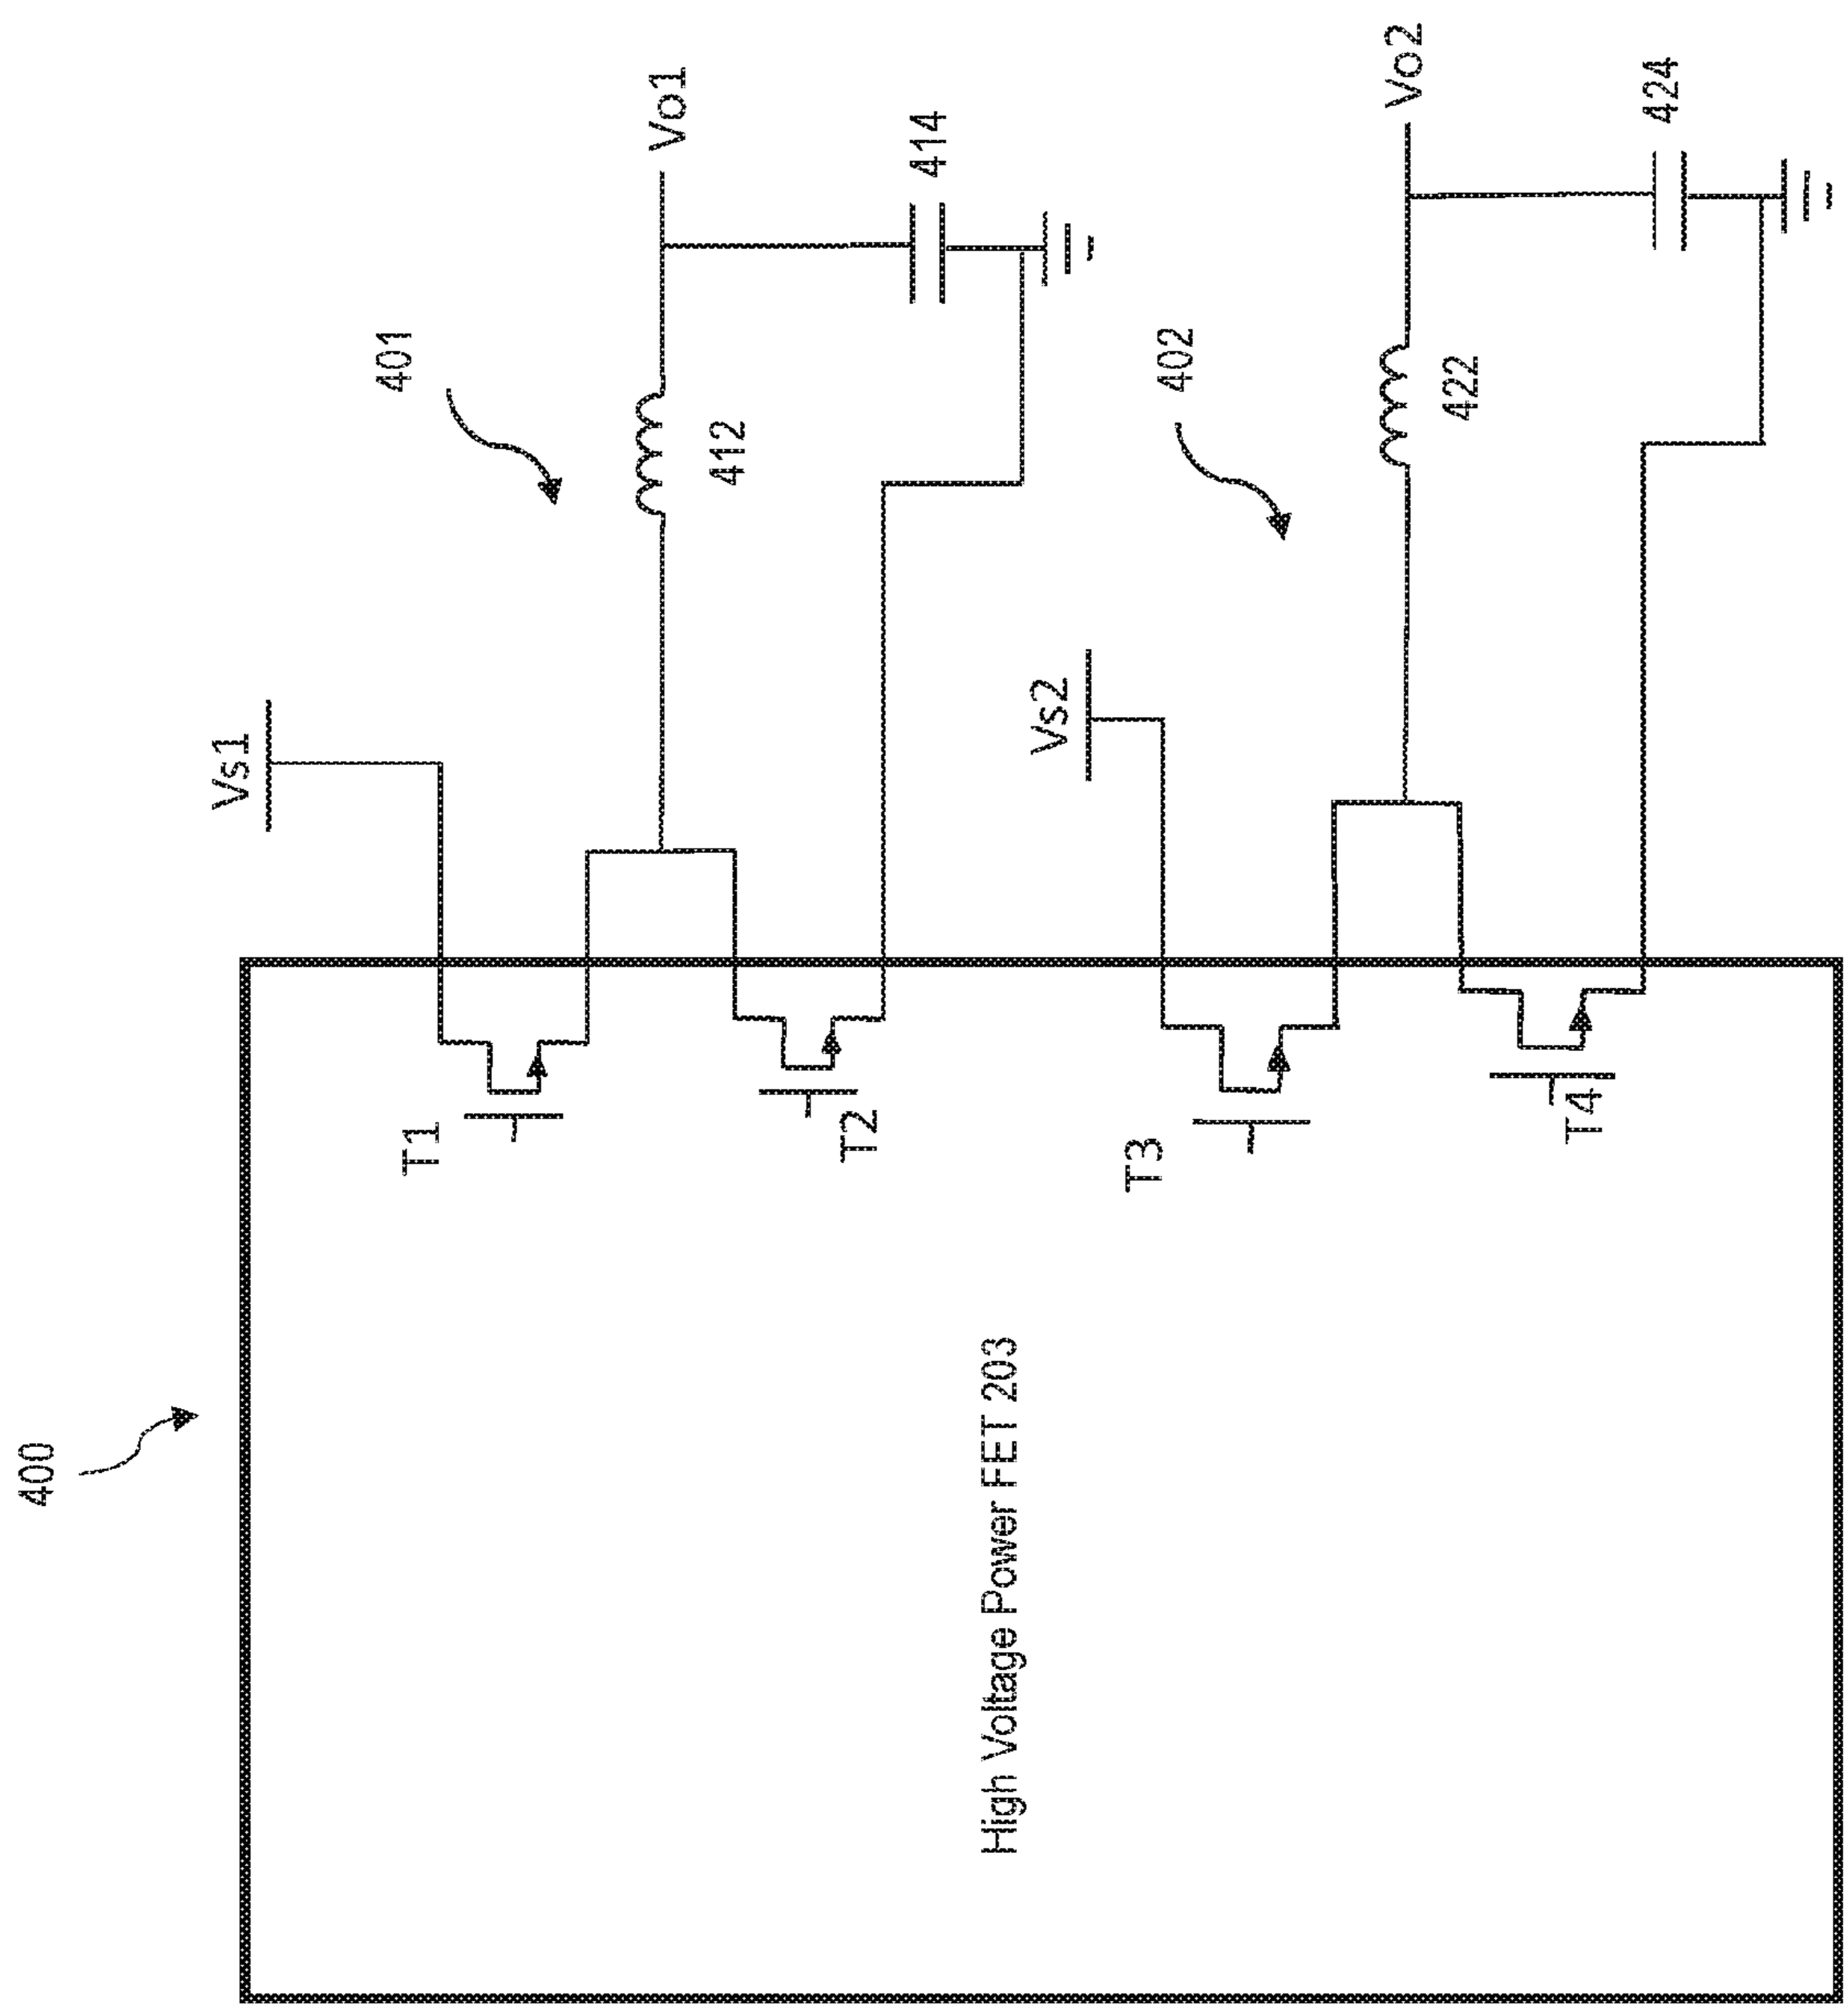 400
Vs1
Vo1
401
412
414
T1
T2
High Voltage Power FET 203
Vs2
Vo2
402
422
424
T3
T4